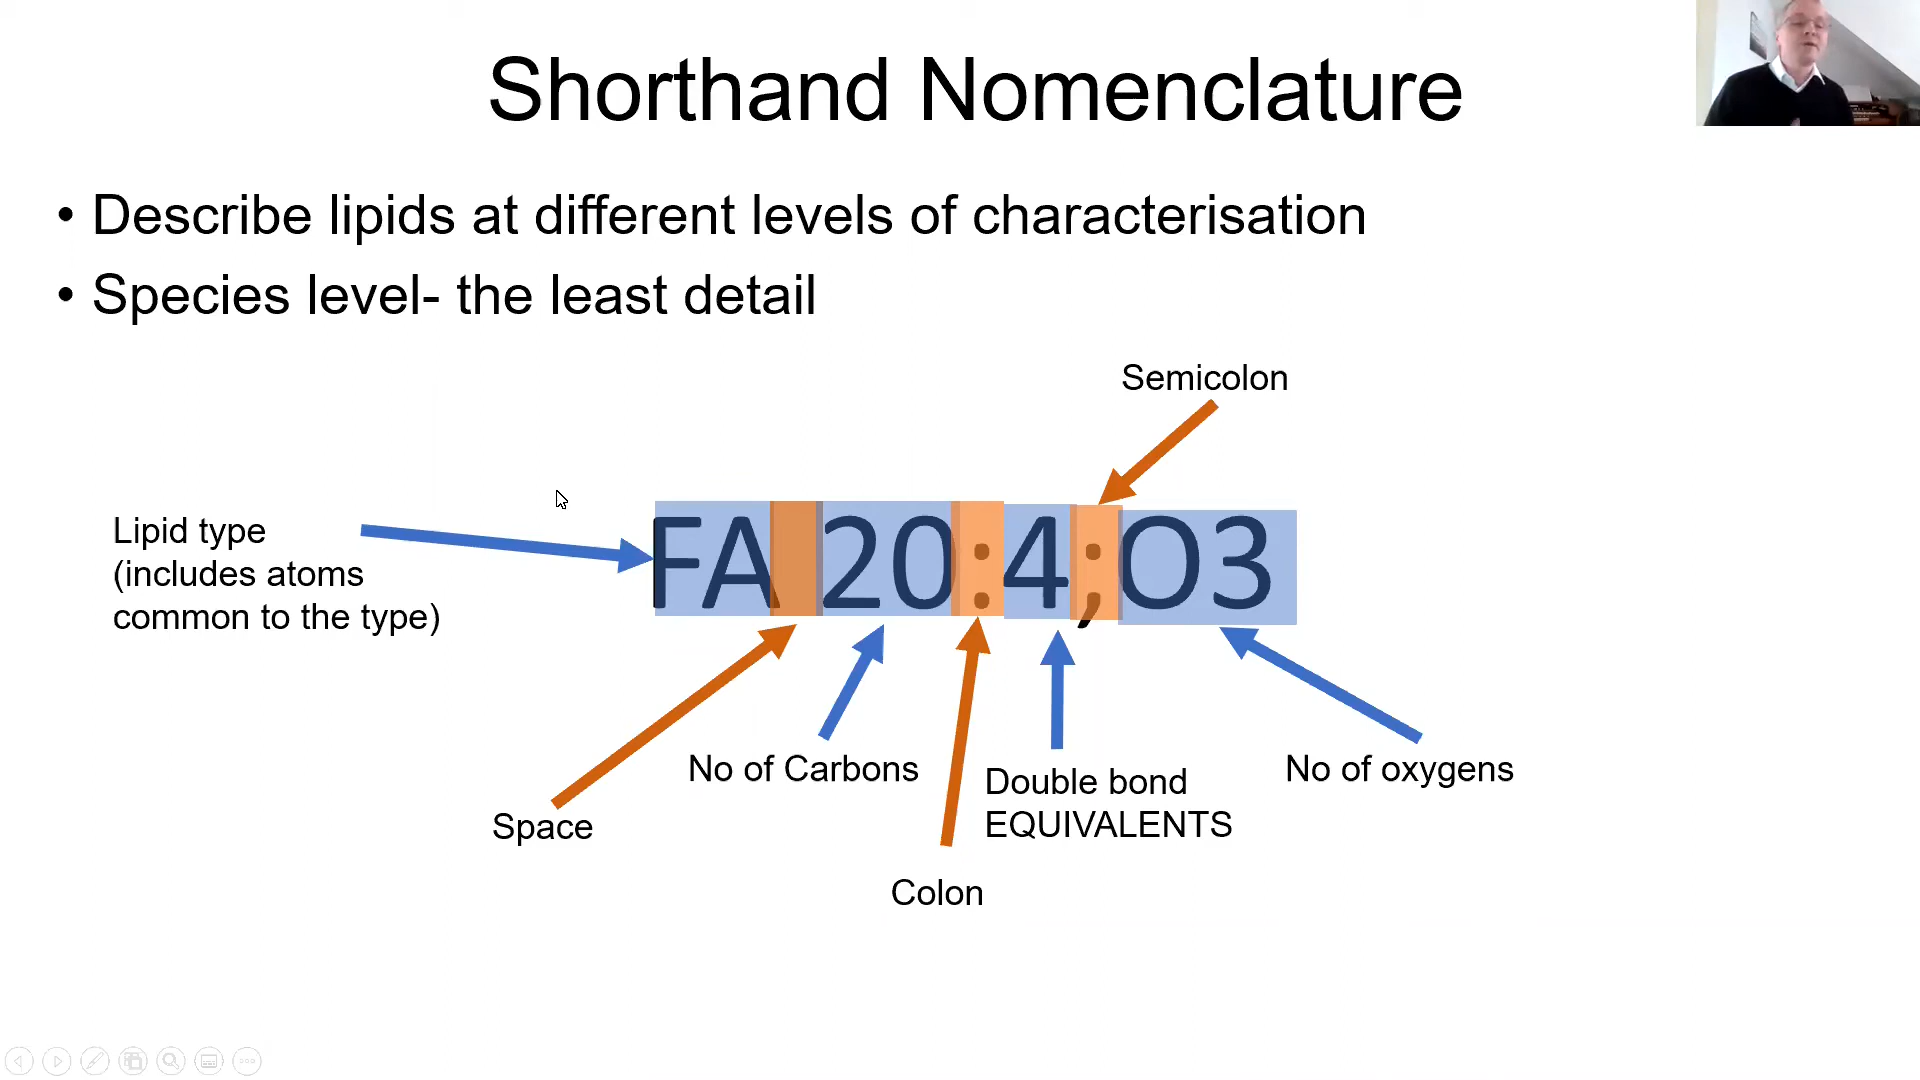 Shorthand Nomenclature
• Describe lipids at different levels of characterisation
• Species level- the least detail
Semicolon
Lipid type
(includes atoms
common to the type)
FA 20:4;O3
Space
No of Carbons
Colon
Double bond
EQUIVALENTS
No of oxygens